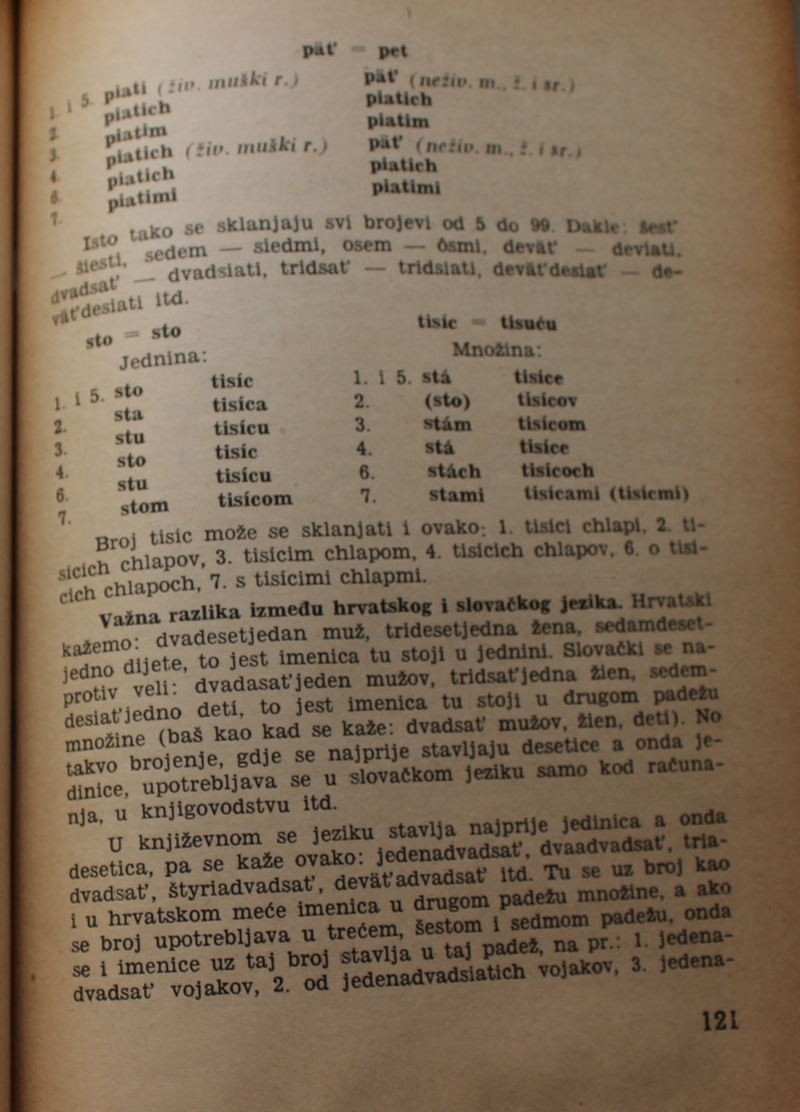 päť = pet
1 i 5. piati (živ. muški r.) päť (neživ. m., ž. i sr.)
2. piatich piatich
3. piatim piatim
4. piatich (živ. muški r.) päť (neživ. m., ž. i sr.)
6. piatich piatich
7. piatimi piatimi
Isto tako se sklanjaju svi brojevi od 5 do 99. Dakle: šesť
— šiesti, sedem — siedmi, osem — ôsmi, deväť — deviati,
dvadsať — dvadsiati, tridsať — tridsiati, deväťdesiat — de-
väťdesiati itd.
sto = sto tisíc = tisuću
Jednina: Množina:
1. i 5. sto tisíc 1. i 5. stá tisíce
2. sta tisíca 2. (sto) tisícov
3. stu tisícu 3. stám tisícom
4. sto tisíc 4. stá tisíce
6. stu tisícu 6. stách tisícoch
7. stom tisícom 7. stami tisícami (tisícmi)
Broj tisíc može se sklanjati i ovako: 1. tisíci chlapi, 2. ti-
sícich chlapov, 3. tisícim chlapom, 4. tisícich chlapov, 6. o tisí-
cich chlapoch, 7. s tisícimi chlapmi.
Važna razlika između hrvatskog i slovačkog jezika. Hrvatski
kažemo: dvadesetjedan muž, tridesetjedna žena, sedamdeset-
jedno dijete, to jest imenica tu stoji u jednini. Slovački se na-
protiv veli: dvadasaťjeden mužov, tridsaťjedna žien, sedem-
desiaťjedno deti, to jest imenica tu stoji u drugom padežu
množine (baš kao kad se kaže: dvadsať mužov, žien, deti). No
takvo brojenje, gdje se najprije stavljaju desetice a onda je-
dinice, upotrebljava se u slovačkom jeziku samo kod računa-
nja, u knjigovodstvu itd.
U književnom se jeziku stavlja najprije jedinica a onda
desetica, pa se kaže ovako: jedenadvadsať, dvaadvadsať, tria-
dvadsať, štyriadvadsať, deväťadvadsať itd. Tu se uz broj kao
i u hrvatskom meće imenica u drugom padežu množine, a ako
se broj upotrebljava u trećem, šestom i sedmom padežu, onda
se i imenice uz taj broj stavlja u taj padež, na pr.: 1. jedena-
dvadsať vojakov, 2. od jedenadvadsiatich vojakov, 3. jedena-
121